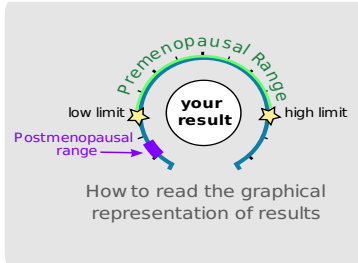 Premenopausal Range
low limit
your
result
high limit
Postmenopausal
range
How to read the graphical
representation of results